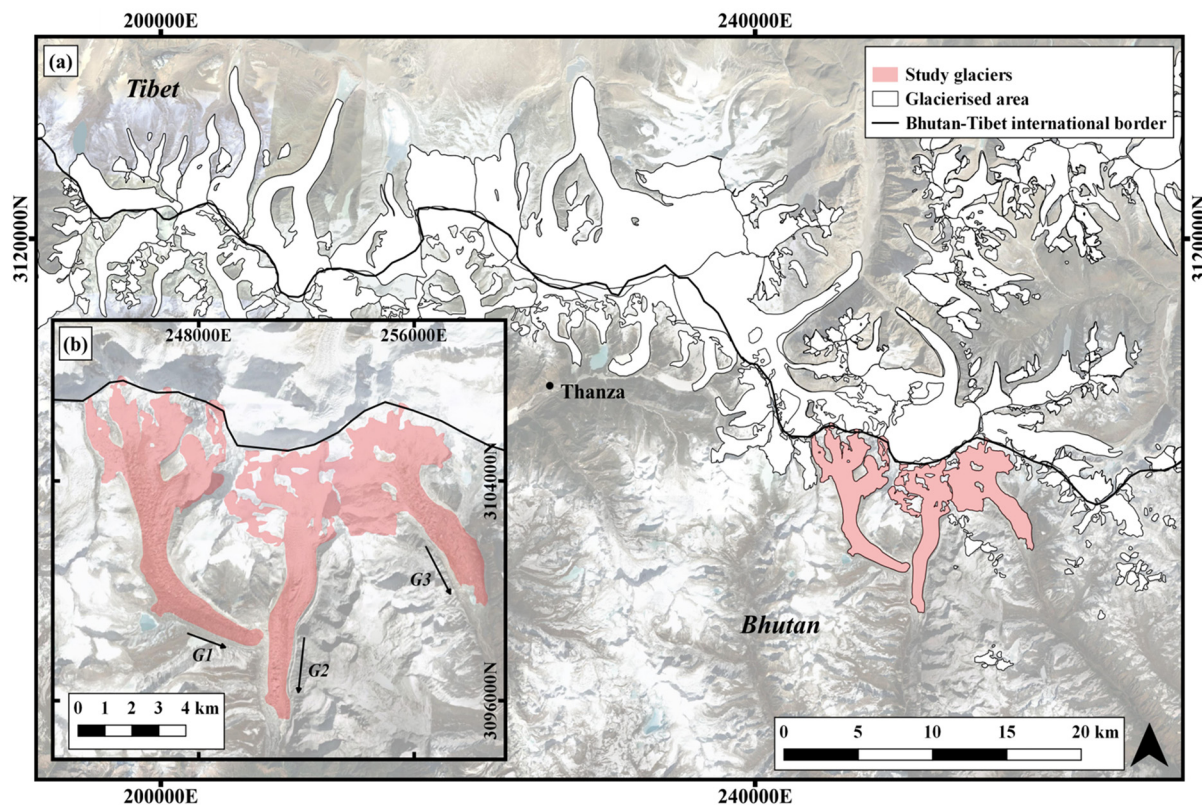 200000E
240000E
(a)
Tibet
Study glaciers
Glacierised area
Bhutan-Tibet international border
3120000N
3120000N
(b)
248000E
256000E
Thanza
3104000N
G3
G1
G2
3096000N
Bhutan
0 1 2 3 4 km
0 5 10 15 20 km
200000E
240000E